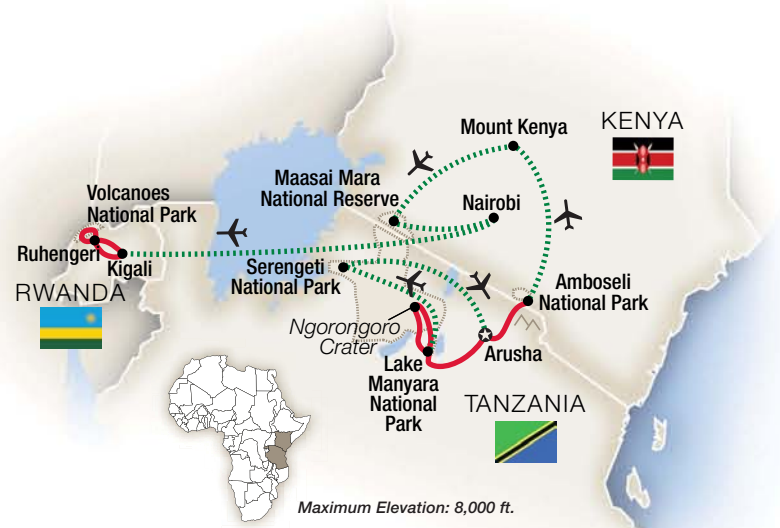 Mount Kenya
KENYA
Maasai Mara
National Reserve
Nairobi
Volcanoes
National Park
Ruhengeri
Kigali
RWANDA
Serengeti
National Park
Amboseli
National Park
Ngorongoro
Crater
Arusha
Lake
Manyara
National
Park
TANZANIA
Maximum Elevation: 8,000 ft.